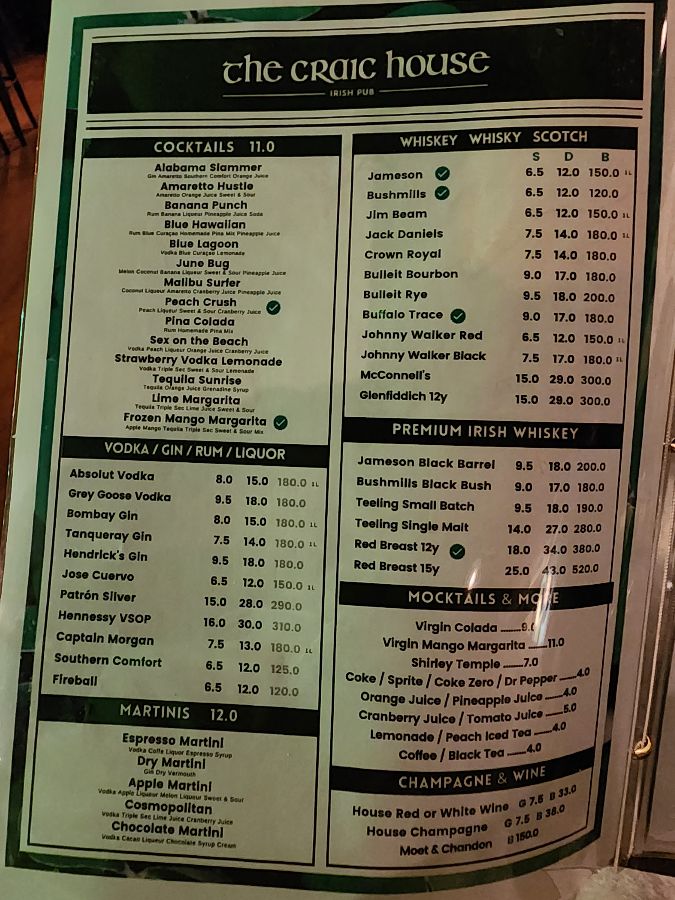 The Craic House
IRISH PUB
COCKTAILS 11.0
Alabama Slammer
Gin Amaretto Southern Comfort Orange Juice
Amaretto Hustle
Amaretto Orange Juice Sweet & Sour
Banana Punch
Rum Banana Liqueur Pineapple Juice Soda
Blue Hawaiian
Rum Blue Curaçao Homemade Pina Mix Pineapple Juice
Blue Lagoon
Vodka Blue Curaçao Lemonade
June Bug
Melon Coconut Banana Liqueur Sweet & Sour Pineapple Juice
Malibu Surfer
Coconut Liqueur Amaretto Cranberry Juice Pineapple Juice
Peach Crush
Peach Liqueur Sweet & Sour Cranberry Juice
Pina Colada
Rum Homemade Pina Mix
Sex on the Beach
Vodka Peach Liqueur Orange Juice Cranberry Juice
Strawberry Vodka Lemonade
Vodka Triple Sec Sweet & Sour Lemonade
Tequila Sunrise
Tequila Orange Juice Grenadine Syrup
Lime Margarita
Tequila Triple Sec Lime Juice Sweet & Sour
Frozen Mango Margarita
Apple Mango Tequila Triple Sec Sweet & Sour Mix
VODKA / GIN / RUM / LIQUOR
Absolut Vodka 8.0 15.0 180.0 1L
Grey Goose Vodka 9.5 18.0 180.0
Bombay Gin 8.0 15.0 180.0 1L
Tanqueray Gin 7.5 14.0 180.0 1L
Hendrick's Gin 9.5 18.0 180.0
Jose Cuervo 6.5 12.0 150.0 1L
Patrón Silver 15.0 28.0 290.0
Hennessy VSOP 16.0 30.0 310.0
Captain Morgan 7.5 13.0 180.0 1L
Southern Comfort 6.5 12.0 125.0
Fireball 6.5 12.0 120.0
MARTINIS 12.0
Espresso Martini
Vodka Coffe Liquor Espresso Syrup
Dry Martini
Gin Dry Vermouth
Apple Martini
Vodka Apple Liqueur Melon Liqueur Sweet & Sour
Cosmopolitan
Vodka Triple Sec Lime Juice Cranberry Juice
Chocolate Martini
Vodka Cacao Liqueur Chocolate Syrup Cream
WHISKEY WHISKY SCOTCH
S D B
Jameson 6.5 12.0 150.0 1L
Bushmills 6.5 12.0 120.0
Jim Beam 6.5 12.0 150.0 1L
Jack Daniels 7.5 14.0 180.0 1L
Crown Royal 7.5 14.0 180.0
Bulleit Bourbon 9.0 17.0 180.0
Bulleit Rye 9.5 18.0 200.0
Buffalo Trace 9.0 17.0 180.0
Johnny Walker Red 6.5 12.0 150.0 1L
Johnny Walker Black 7.5 17.0 180.0 1L
McConnell's 15.0 29.0 300.0
Glenfiddich 12y 15.0 29.0 300.0
PREMIUM IRISH WHISKEY
Jameson Black Barrel 9.5 18.0 200.0
Bushmills Black Bush 9.0 17.0 180.0
Teeling Small Batch 9.5 18.0 190.0
Teeling Single Malt 14.0 27.0 280.0
Red Breast 12y 18.0 34.0 380.0
Red Breast 15y 25.0 43.0 520.0
MOCKTAILS & MORE
Virgin Colada ......9.0
Virgin Mango Margarita ......11.0
Shirley Temple ......7.0
Coke / Sprite / Coke Zero / Dr Pepper ......4.0
Orange Juice / Pineapple Juice ......4.0
Cranberry Juice / Tomato Juice ......5.0
Lemonade / Peach Iced Tea ......4.0
Coffee / Black Tea ......4.0
CHAMPAGNE & WINE
House Red or White Wine G 7.5 B 33.0
House Champagne G 7.5 B 38.0
Moet & Chandon B 150.0